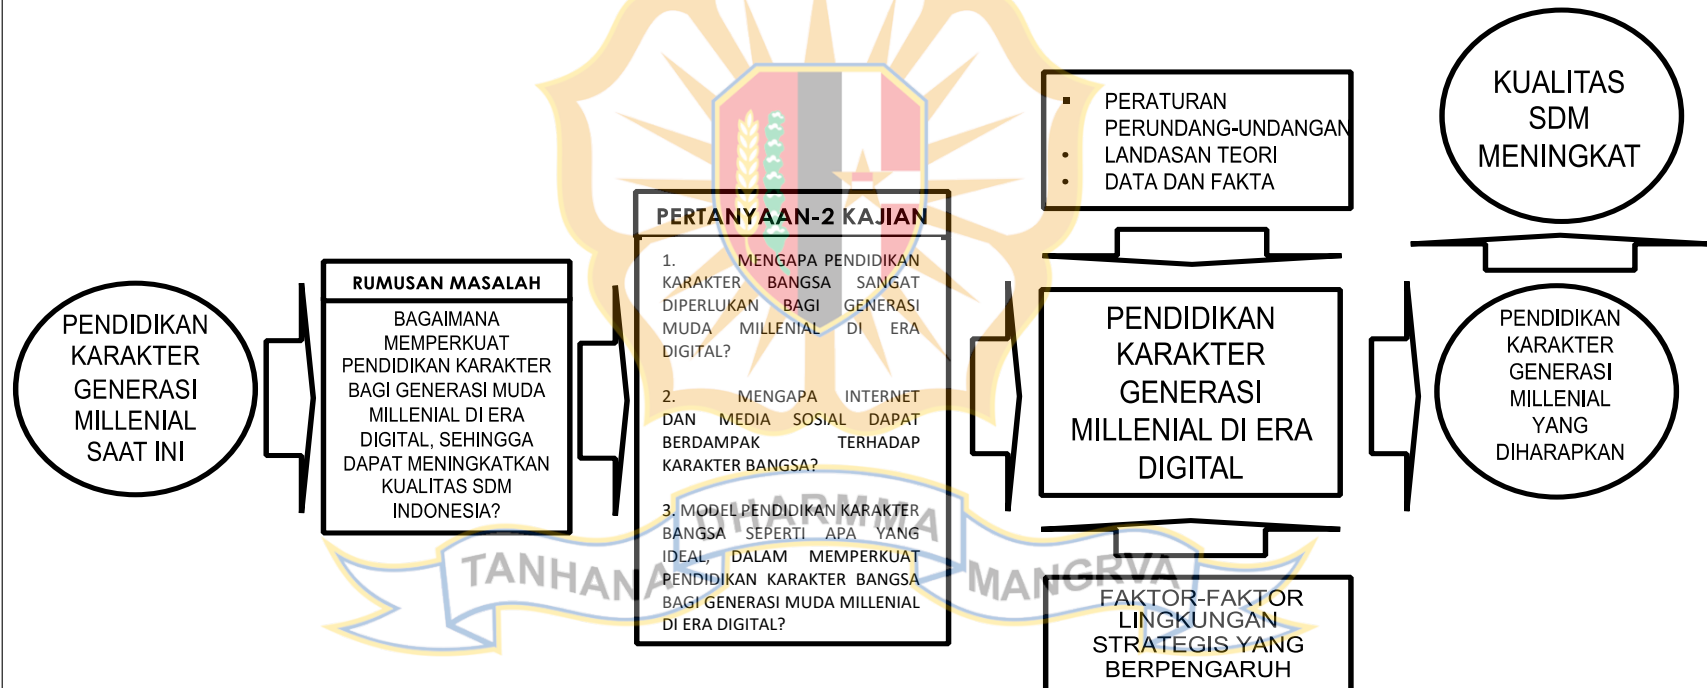 PENDIDIKAN
KARAKTER
GENERASI
MILLENIAL
SAAT INI
RUMUSAN MASALAH
BAGAIMANA
MEMPERKUAT
PENDIDIKAN KARAKTER
BAGI GENERASI MUDA
MILLENIAL DI ERA
DIGITAL, SEHINGGA
DAPAT MENINGKATKAN
KUALITAS SDM
INDONESIA?
PERTANYAAN-2 KAJIAN
1. MENGAPA PENDIDIKAN
KARAKTER BANGSA SANGAT
DIPERLUKAN BAGI GENERASI
MUDA MILLENIAL DI ERA
DIGITAL?
2. MENGAPA INTERNET
DAN MEDIA SOSIAL DAPAT
BERDAMPAK TERHADAP
KARAKTER BANGSA?
3. MODEL PENDIDIKAN KARAKTER
BANGSA SEPERTI APA YANG
IDEAL, DALAM MEMPERKUAT
PENDIDIKAN KARAKTER BANGSA
BAGI GENERASI MUDA MILLENIAL
DI ERA DIGITAL?
▪ PERATURAN
PERUNDANG-UNDANGAN
• LANDASAN TEORI
• DATA DAN FAKTA
PENDIDIKAN
KARAKTER
GENERASI
MILLENIAL DI ERA
DIGITAL
FAKTOR-FAKTOR
LINGKUNGAN
STRATEGIS YANG
BERPENGARUH
KUALITAS
SDM
MENINGKAT
PENDIDIKAN
KARAKTER
GENERASI
MILLENIAL
YANG
DIHARAPKAN
TANHANA DHARMMA MANGRVA